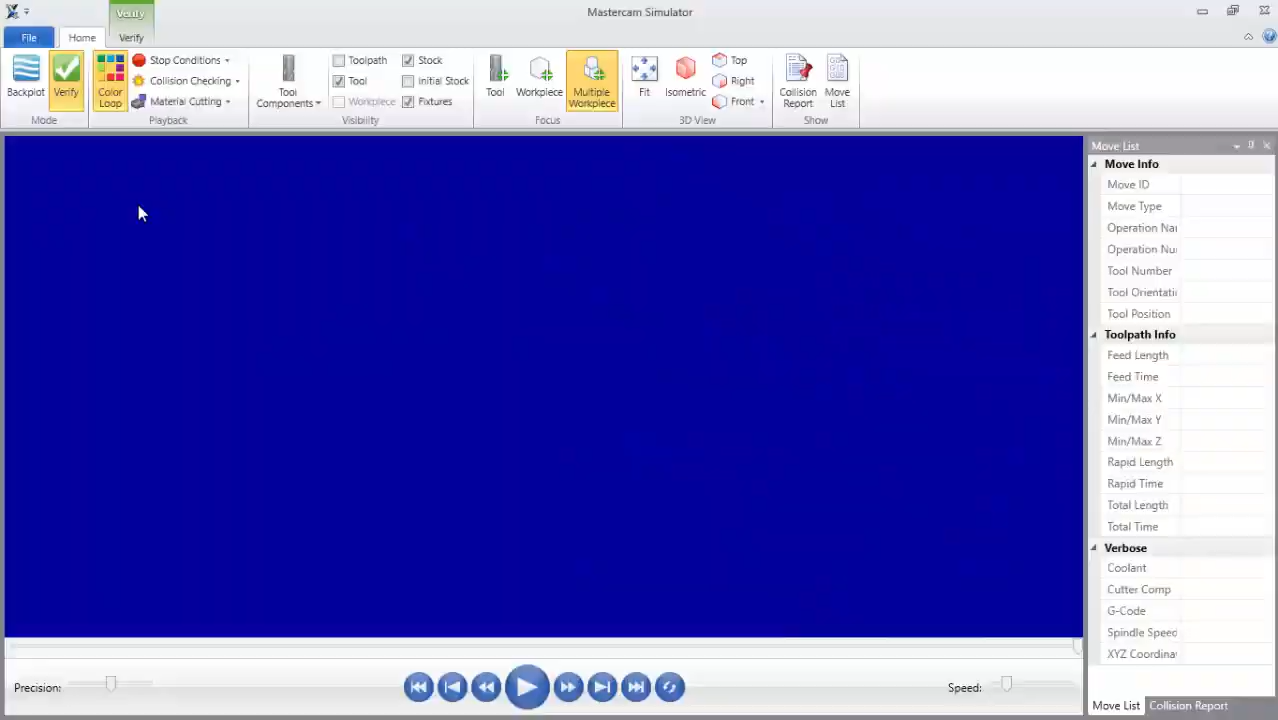 Verify
Mastercam Simulator
File
Home
Verify
Backplot
Verify
Mode
Color Loop
Stop Conditions
Collision Checking
Material Cutting
Playback
Tool Components
Toolpath
Tool
Workpiece
Stock
Initial Stock
Fixtures
Visibility
Tool
Workpiece
Multiple Workpiece
Focus
Fit
Isometric
Top
Right
Front
3D View
Collision Report
Move List
Show
Move List
Move Info
Move ID
Move Type
Operation Nar
Operation Nu
Tool Number
Tool Orientati
Tool Position
Toolpath Info
Feed Length
Feed Time
Min/Max X
Min/Max Y
Min/Max Z
Rapid Length
Rapid Time
Total Length
Total Time
Verbose
Coolant
Cutter Comp
G-Code
Spindle Speed
XYZ Coordinat
Precision:
Speed:
Move List
Collision Report